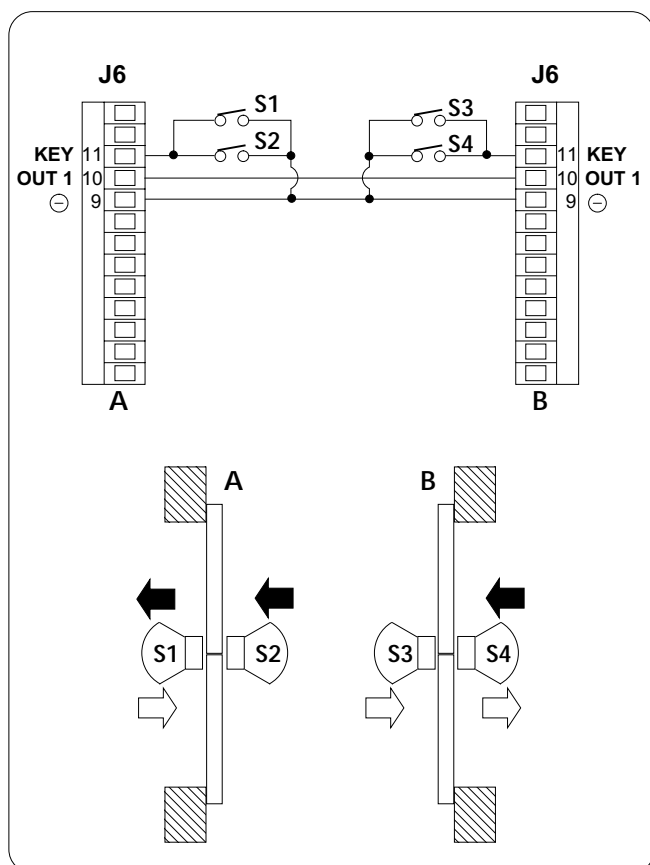 J6 J6
S1 S3
S2 S4
KEY 11 11 KEY
OUT 1 10 10 OUT 1
⊖ 9 9 ⊖
A B
A B
S1 S2 S3 S4